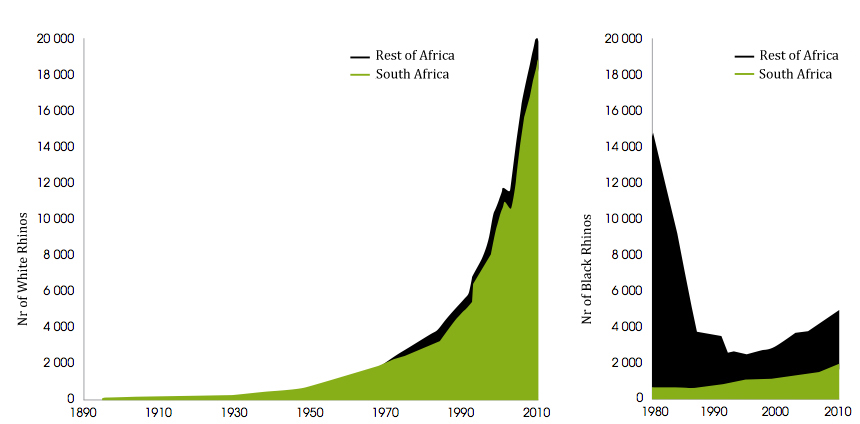 Nr of White Rhinos
20 000
18 000
16 000
14 000
12 000
10 000
8 000
6 000
4 000
2 000
0
1890 1910 1930 1950 1970 1990 2010
Rest of Africa
South Africa
Nr of Black Rhinos
20 000
18 000
16 000
14 000
12 000
10 000
8 000
6 000
4 000
2 000
0
1980 1990 2000 2010
Rest of Africa
South Africa